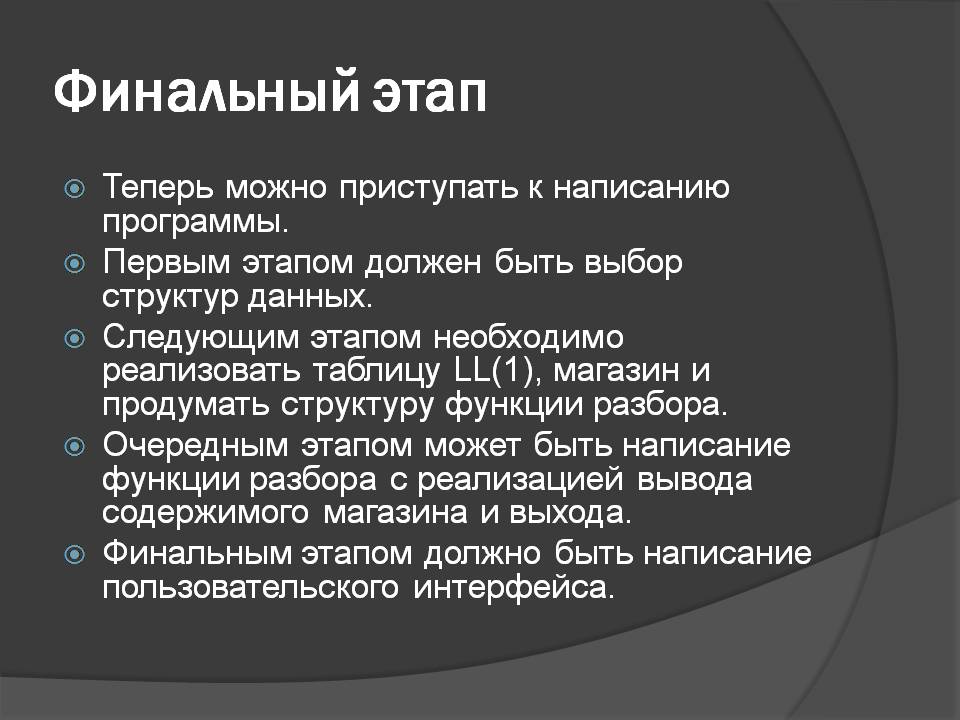 Финальный этап
Теперь можно приступать к написанию
программы.
Первым этапом должен быть выбор
структур данных.
Следующим этапом необходимо
реализовать таблицу LL(1), магазин и
продумать структуру функции разбора.
Очередным этапом может быть написание
функции разбора с реализацией вывода
содержимого магазина и выхода.
Финальным этапом должно быть написание
пользовательского интерфейса.